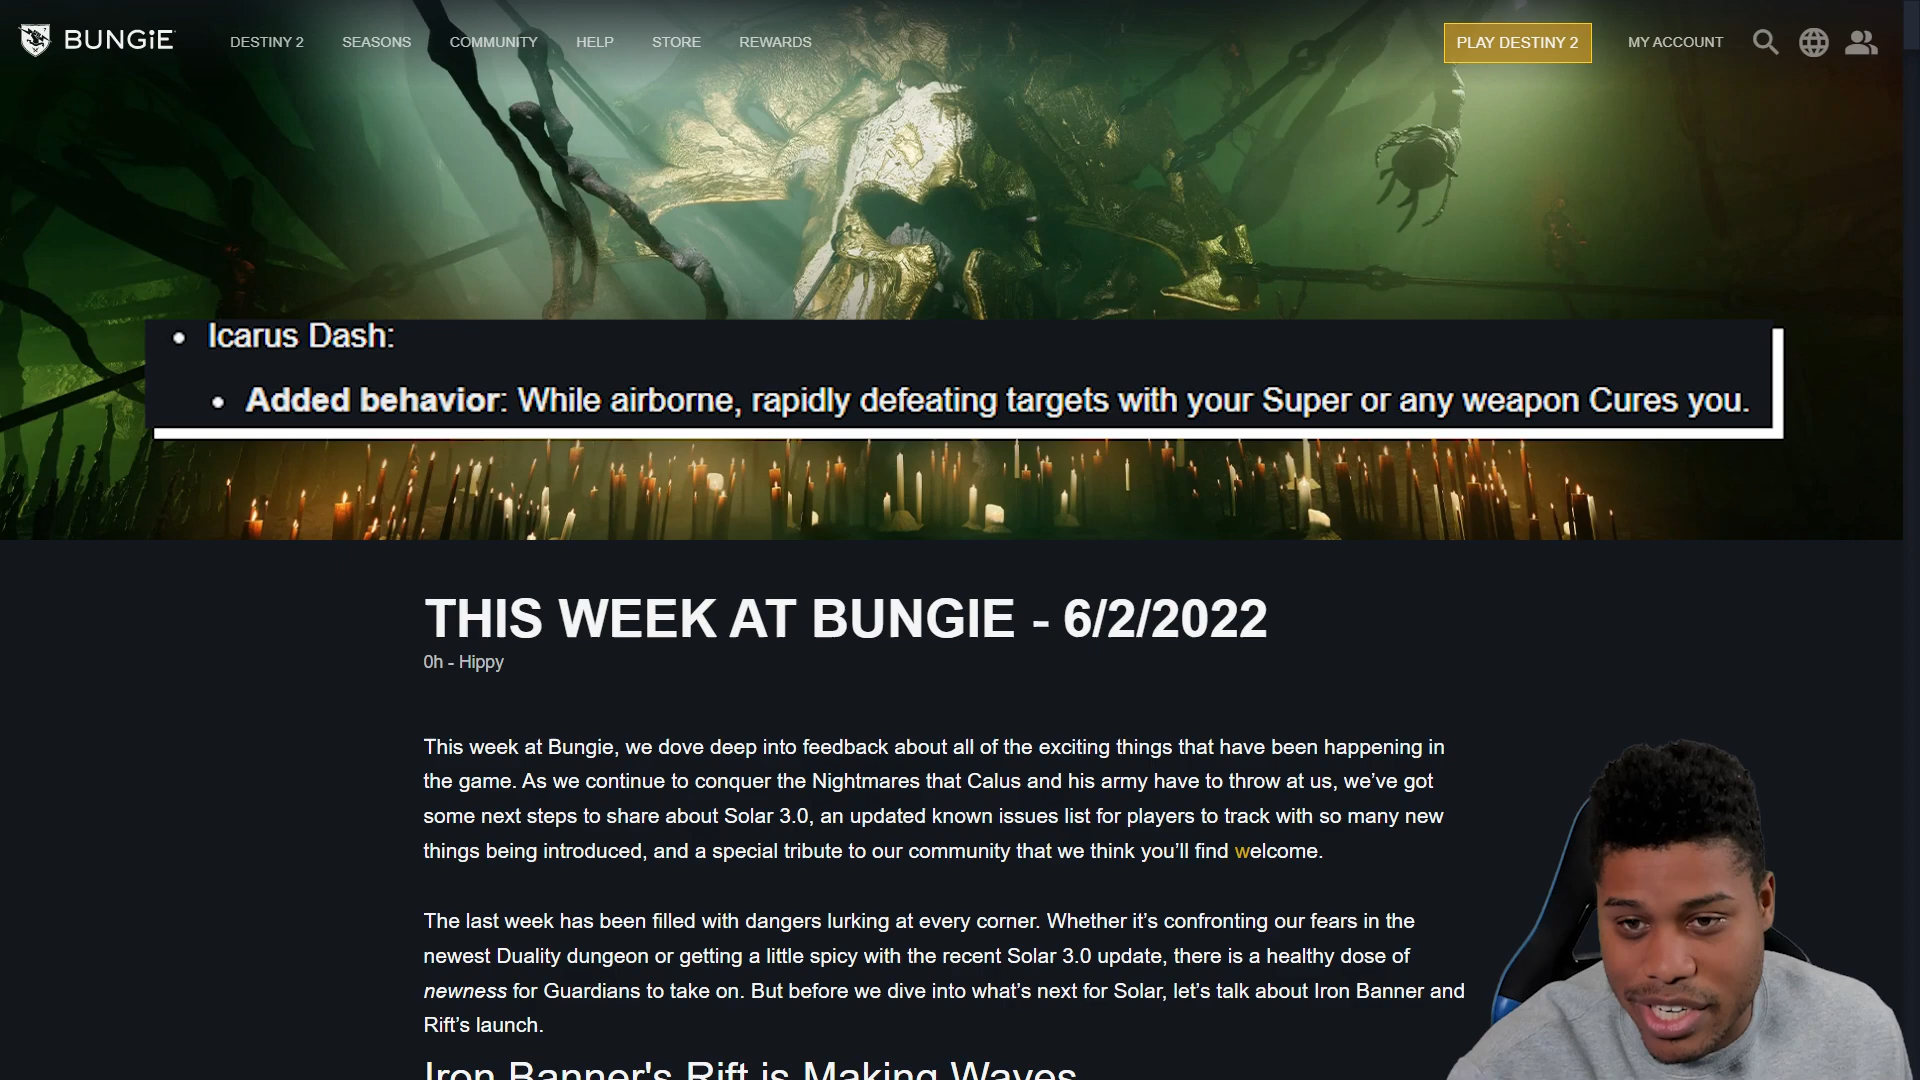 BUNGiE
DESTINY 2
SEASONS
COMMUNITY
HELP
STORE
REWARDS
PLAY DESTINY 2
MY ACCOUNT
• Icarus Dash:
• Added behavior: While airborne, rapidly defeating targets with your Super or any weapon Cures you.
THIS WEEK AT BUNGIE - 6/2/2022
0h - Hippy
This week at Bungie, we dove deep into feedback about all of the exciting things that have been happening in
the game. As we continue to conquer the Nightmares that Calus and his army have to throw at us, we’ve got
some next steps to share about Solar 3.0, an updated known issues list for players to track with so many new
things being introduced, and a special tribute to our community that we think you’ll find welcome.
The last week has been filled with dangers lurking at every corner. Whether it’s confronting our fears in the
newest Duality dungeon or getting a little spicy with the recent Solar 3.0 update, there is a healthy dose of
newness for Guardians to take on. But before we dive into what’s next for Solar, let’s talk about Iron Banner and
Rift’s launch.
Iron Banner's Rift is Making Waves